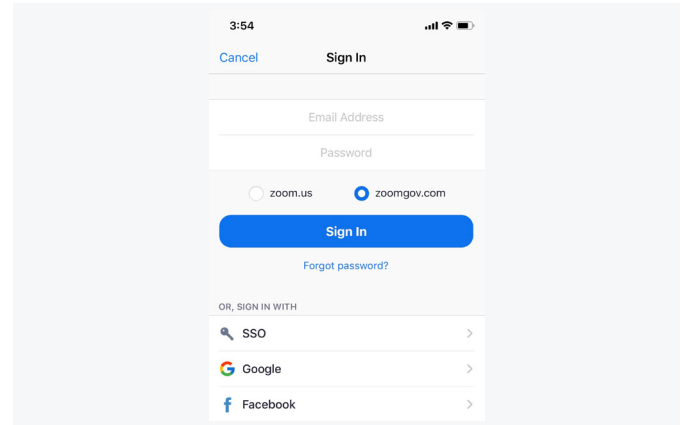 3:54
Cancel Sign In
Email Address
Password
zoom.us zoomgov.com
Sign In
Forgot password?
OR, SIGN IN WITH
SSO
Google
Facebook